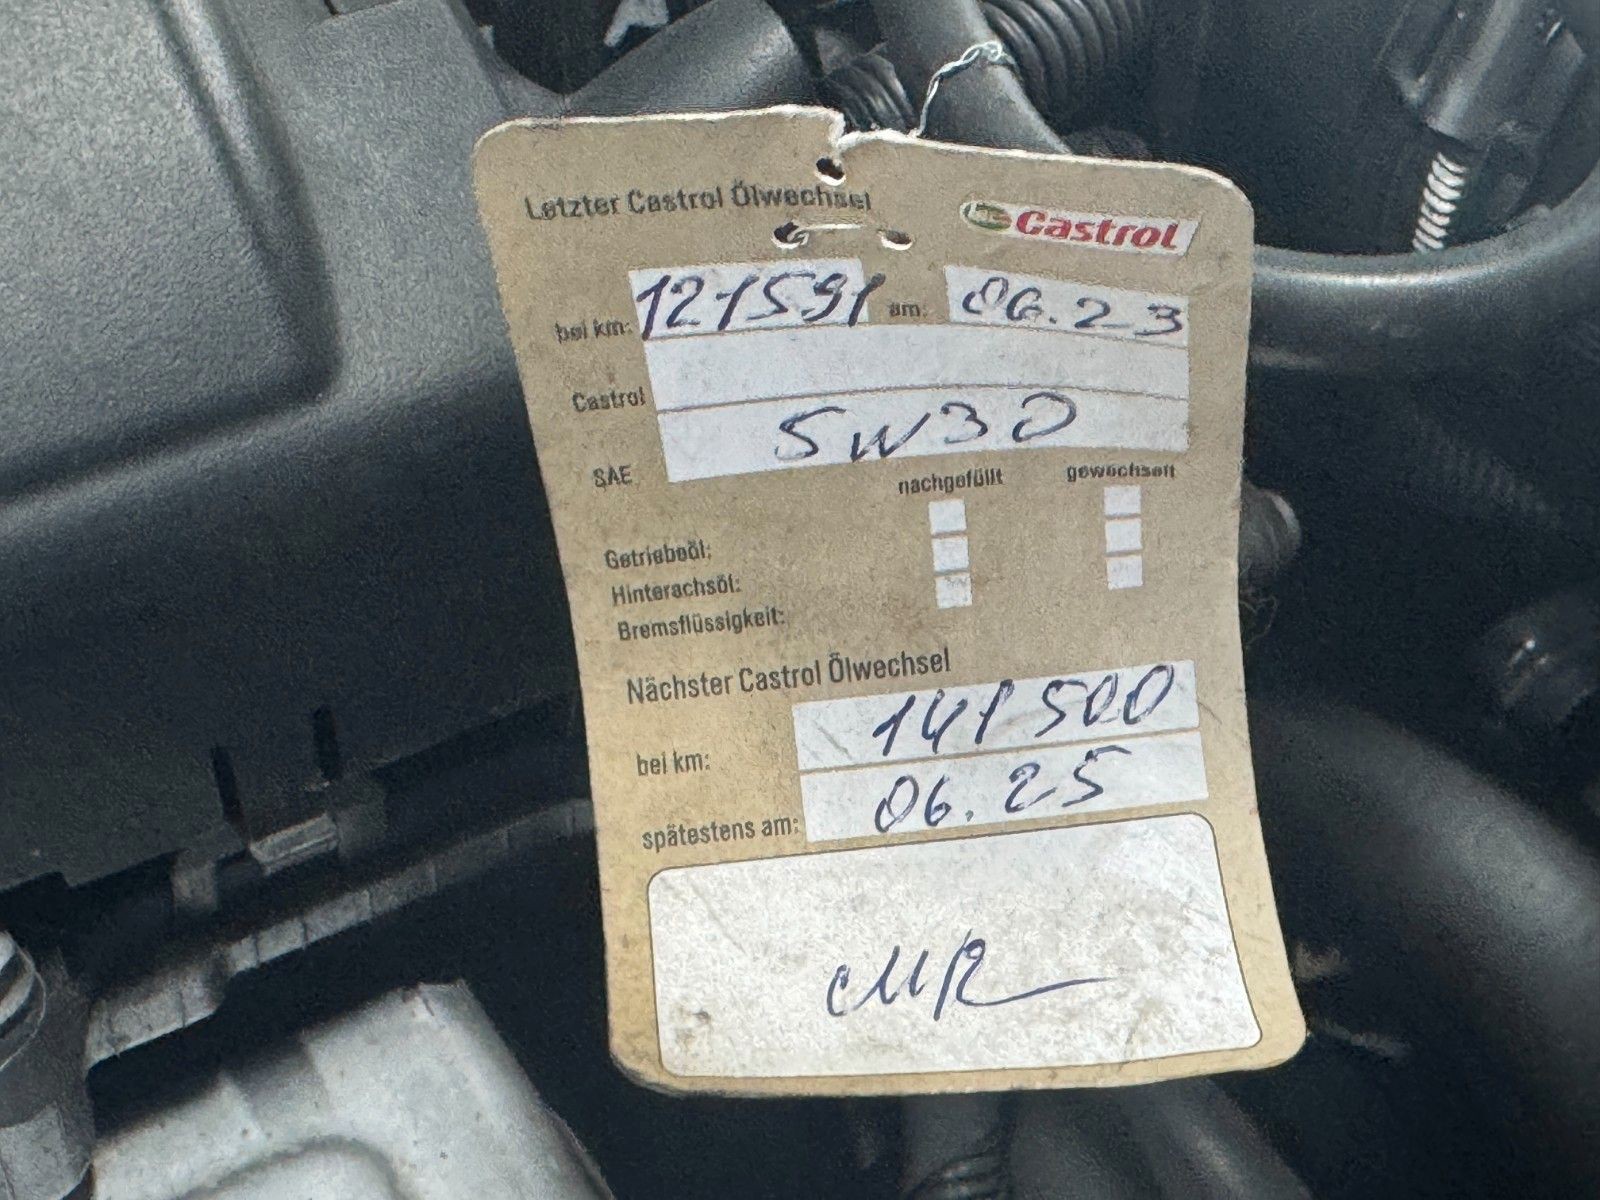 Letzter Castrol Ölwechsel
Castrol
bei km: 121591 am: 06.23
Castrol
SAE 5W30
nachgefüllt gewechselt
Getriebeöl:
Hinterachsöl:
Bremsflüssigkeit:
Nächster Castrol Ölwechsel
bei km: 141500
spätestens am: 06.25